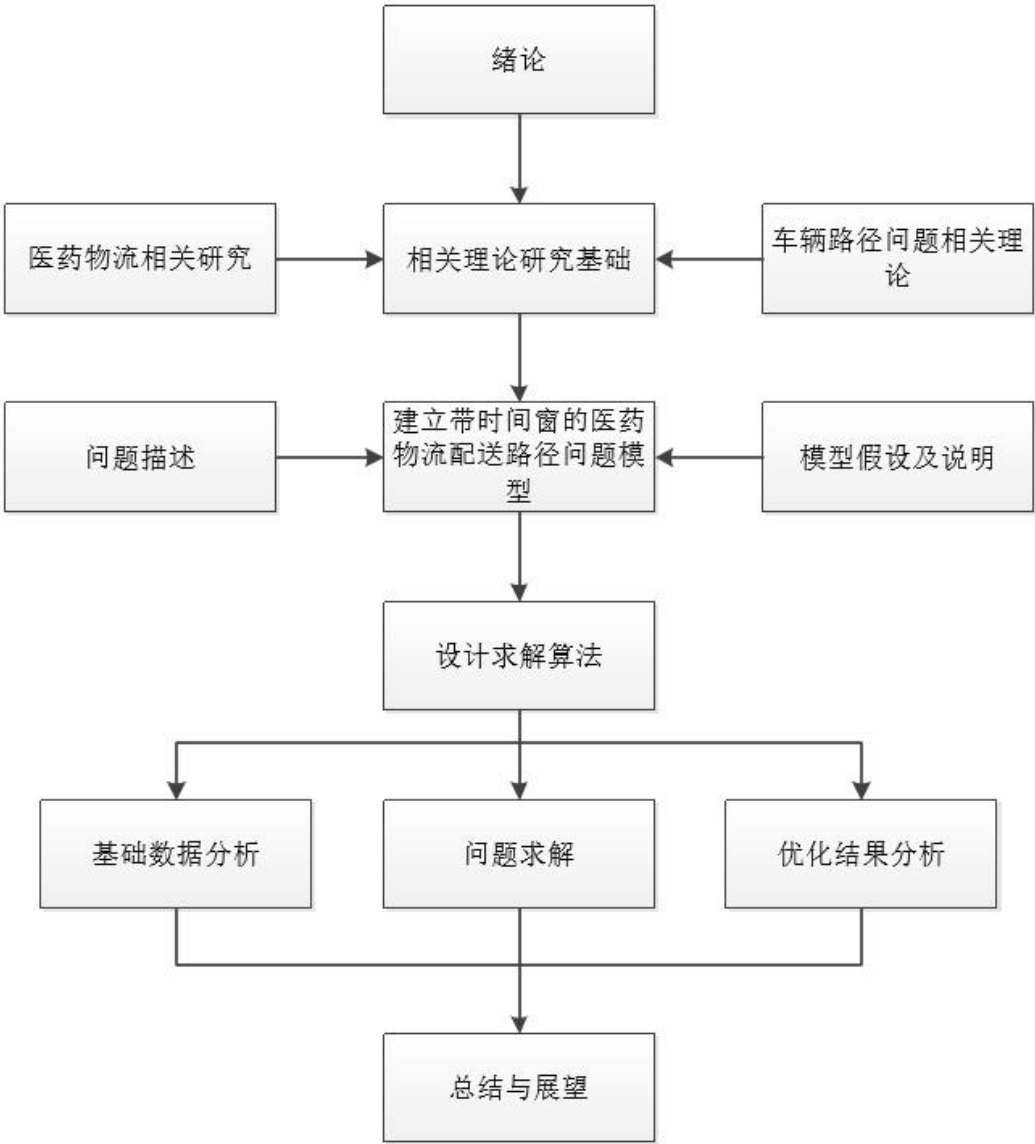 绪论
医药物流相关研究
相关理论研究基础
车辆路径问题相关理
论
问题描述
建立带时间窗的医药
物流配送路径问题模
型
模型假设及说明
设计求解算法
基础数据分析
问题求解
优化结果分析
总结与展望